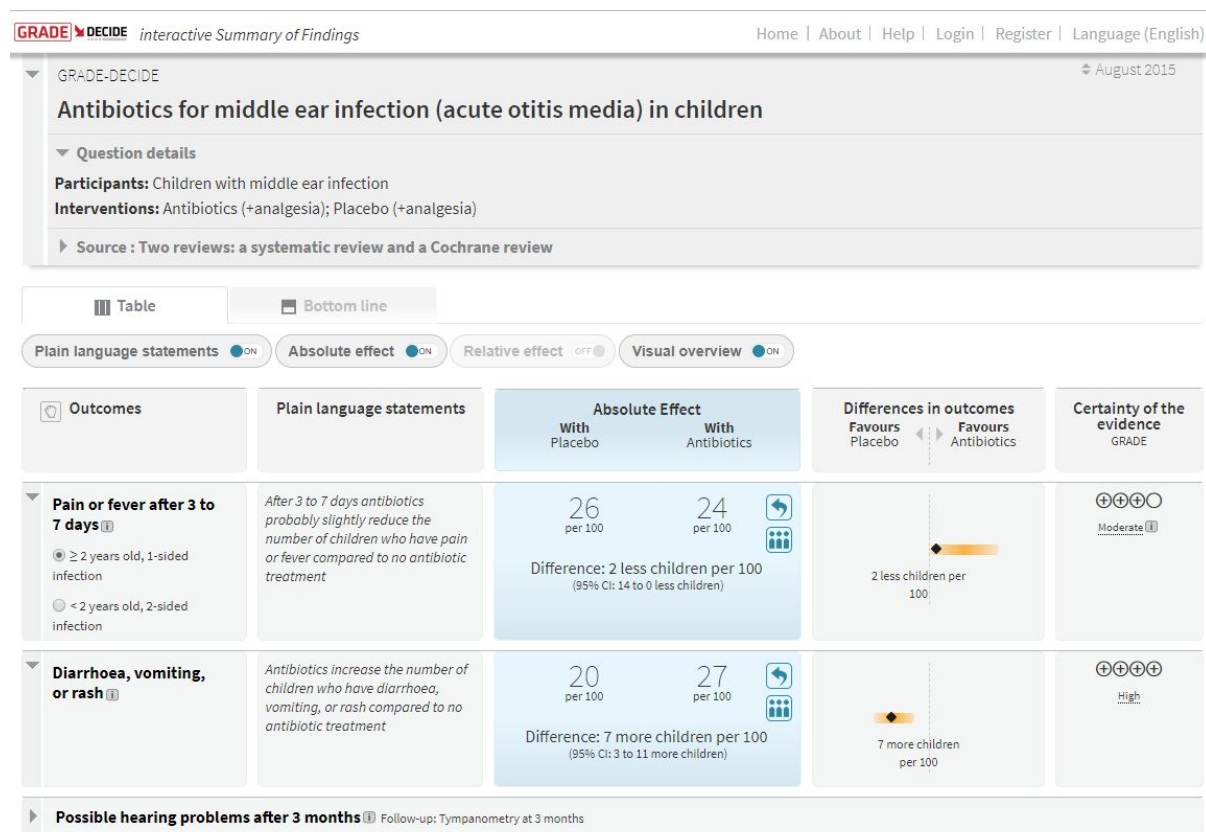 GRADE DECIDE interactive Summary of Findings
Home | About | Help | Login | Register | Language (English)
GRADE-DECIDE
August 2015
Antibiotics for middle ear infection (acute otitis media) in children
Question details
Participants: Children with middle ear infection
Interventions: Antibiotics (+analgesia); Placebo (+analgesia)
Source : Two reviews: a systematic review and a Cochrane review
Table
Bottom line
Plain language statements ON
Absolute effect ON
Relative effect OFF
Visual overview ON
Outcomes
Plain language statements
Absolute Effect
With With
Placebo Antibiotics
Differences in outcomes
Favours Favours
Placebo Antibiotics
Certainty of the
evidence
GRADE
Pain or fever after 3 to
7 days i
≥ 2 years old, 1-sided
infection
< 2 years old, 2-sided
infection
After 3 to 7 days antibiotics
probably slightly reduce the
number of children who have pain
or fever compared to no antibiotic
treatment
26 24
per 100 per 100
Difference: 2 less children per 100
(95% CI: 14 to 0 less children)
2 less children per
100
Moderate i
Diarrhoea, vomiting,
or rash i
Antibiotics increase the number of
children who have diarrhoea,
vomiting, or rash compared to no
antibiotic treatment
20 27
per 100 per 100
Difference: 7 more children per 100
(95% CI: 3 to 11 more children)
7 more children
per 100
High
Possible hearing problems after 3 months i Follow-up: Tympanometry at 3 months